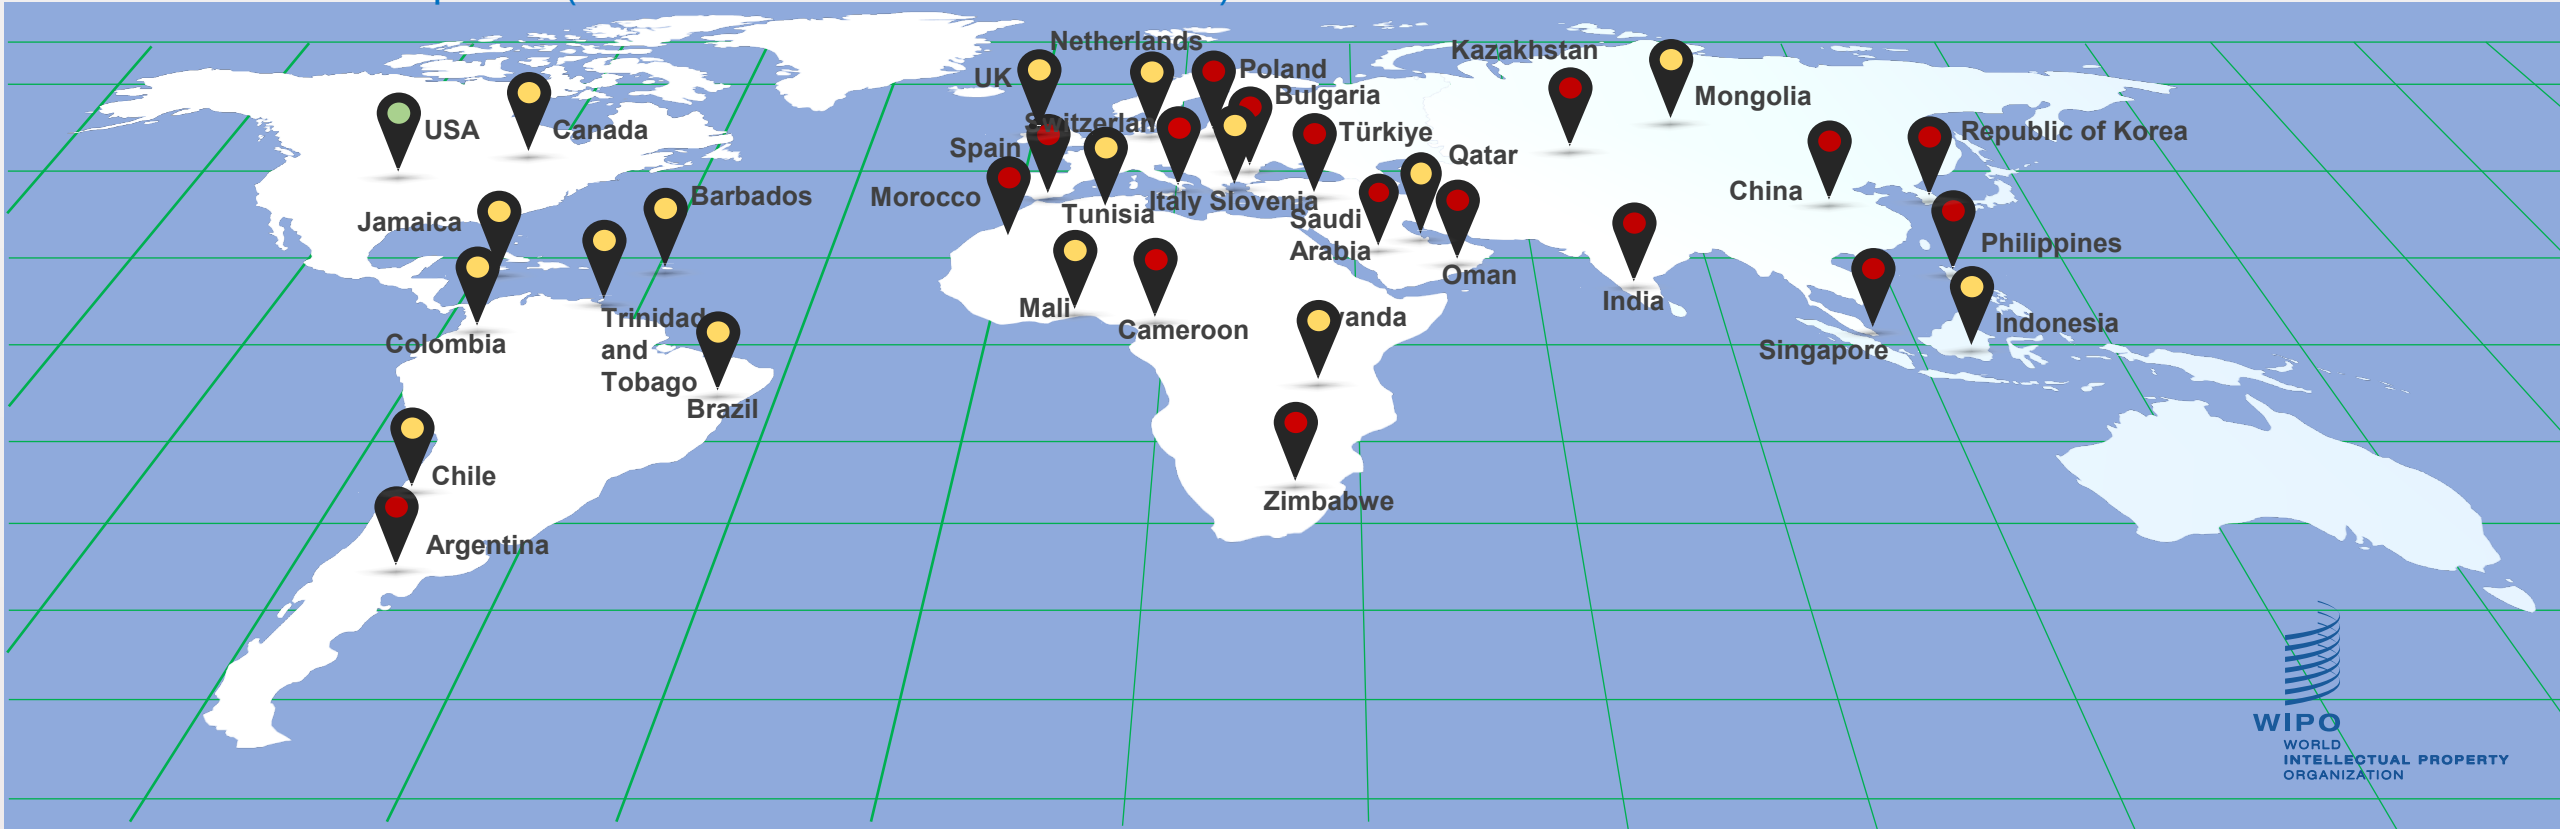 Netherlands
Kazakhstan
UK
Poland
Bulgaria
Mongolia
USA
Canada
Switzerlan
Türkiye
Republic of Korea
Spain
Qatar
Morocco
Barbados
China
Jamaica
Tunisia
Italy Slovenia
Saudi
Arabia
Philippines
Oman
India
Mali
Cameroon
Trinidad
and
Tobago
Colombia
anda
Indonesia
Singapore
Brazil
Chile
Zimbabwe
Argentina
WIPO
WORLD
INTELLECTUAL PROPERTY
ORGANIZATION